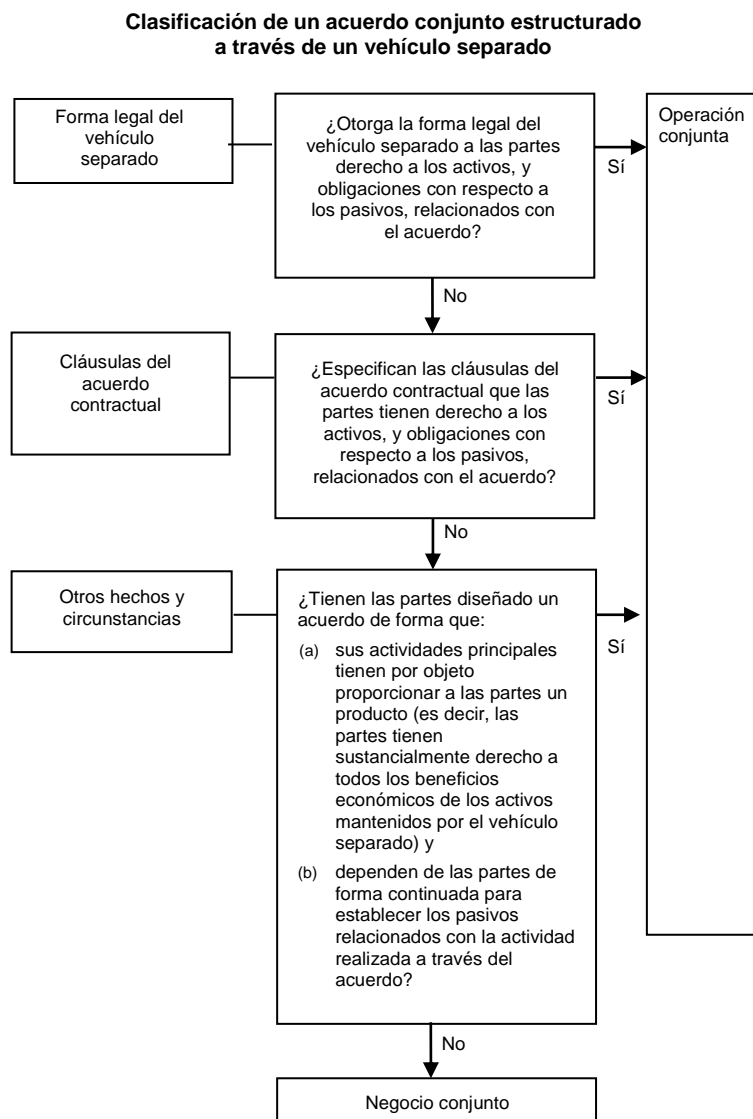 Clasificación de un acuerdo conjunto estructurado
a través de un vehículo separado
Forma legal del
vehículo
separado
¿Otorga la forma legal del
vehículo separado a las partes
derecho a los activos, y
obligaciones con respecto a
los pasivos, relacionados con
el acuerdo?
Sí
Operación
conjunta
No
Cláusulas del
acuerdo
contractual
¿Especifican las cláusulas del
acuerdo contractual que las
partes tienen derecho a los
activos, y obligaciones con
respecto a los pasivos,
relacionados con el acuerdo?
Sí
No
Otros hechos y
circunstancias
¿Tienen las partes diseñado un
acuerdo de forma que:
(a) sus actividades principales
tienen por objeto
proporcionar a las partes un
producto (es decir, las
partes tienen
sustancialmente derecho a
todos los beneficios
económicos de los activos
mantenidos por el vehículo
separado) y
(b) dependen de las partes de
forma continuada para
establecer los pasivos
relacionados con la actividad
realizada a través del
acuerdo?
Sí
No
Negocio conjunto